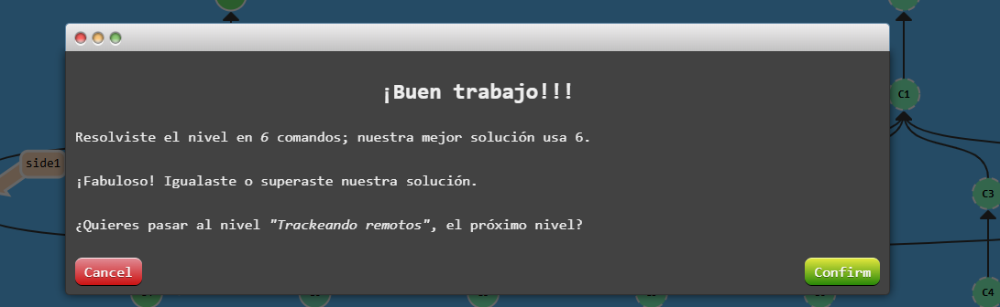 ¡Buen trabajo!!!
C1
Resolviste el nivel en 6 comandos; nuestra mejor solución usa 6.
side1
¡Fabuloso! Igualaste o superaste nuestra solución.
C3
¿Quieres pasar al nivel "Trackeando remotos", el próximo nivel?
Cancel
Confirm
C4